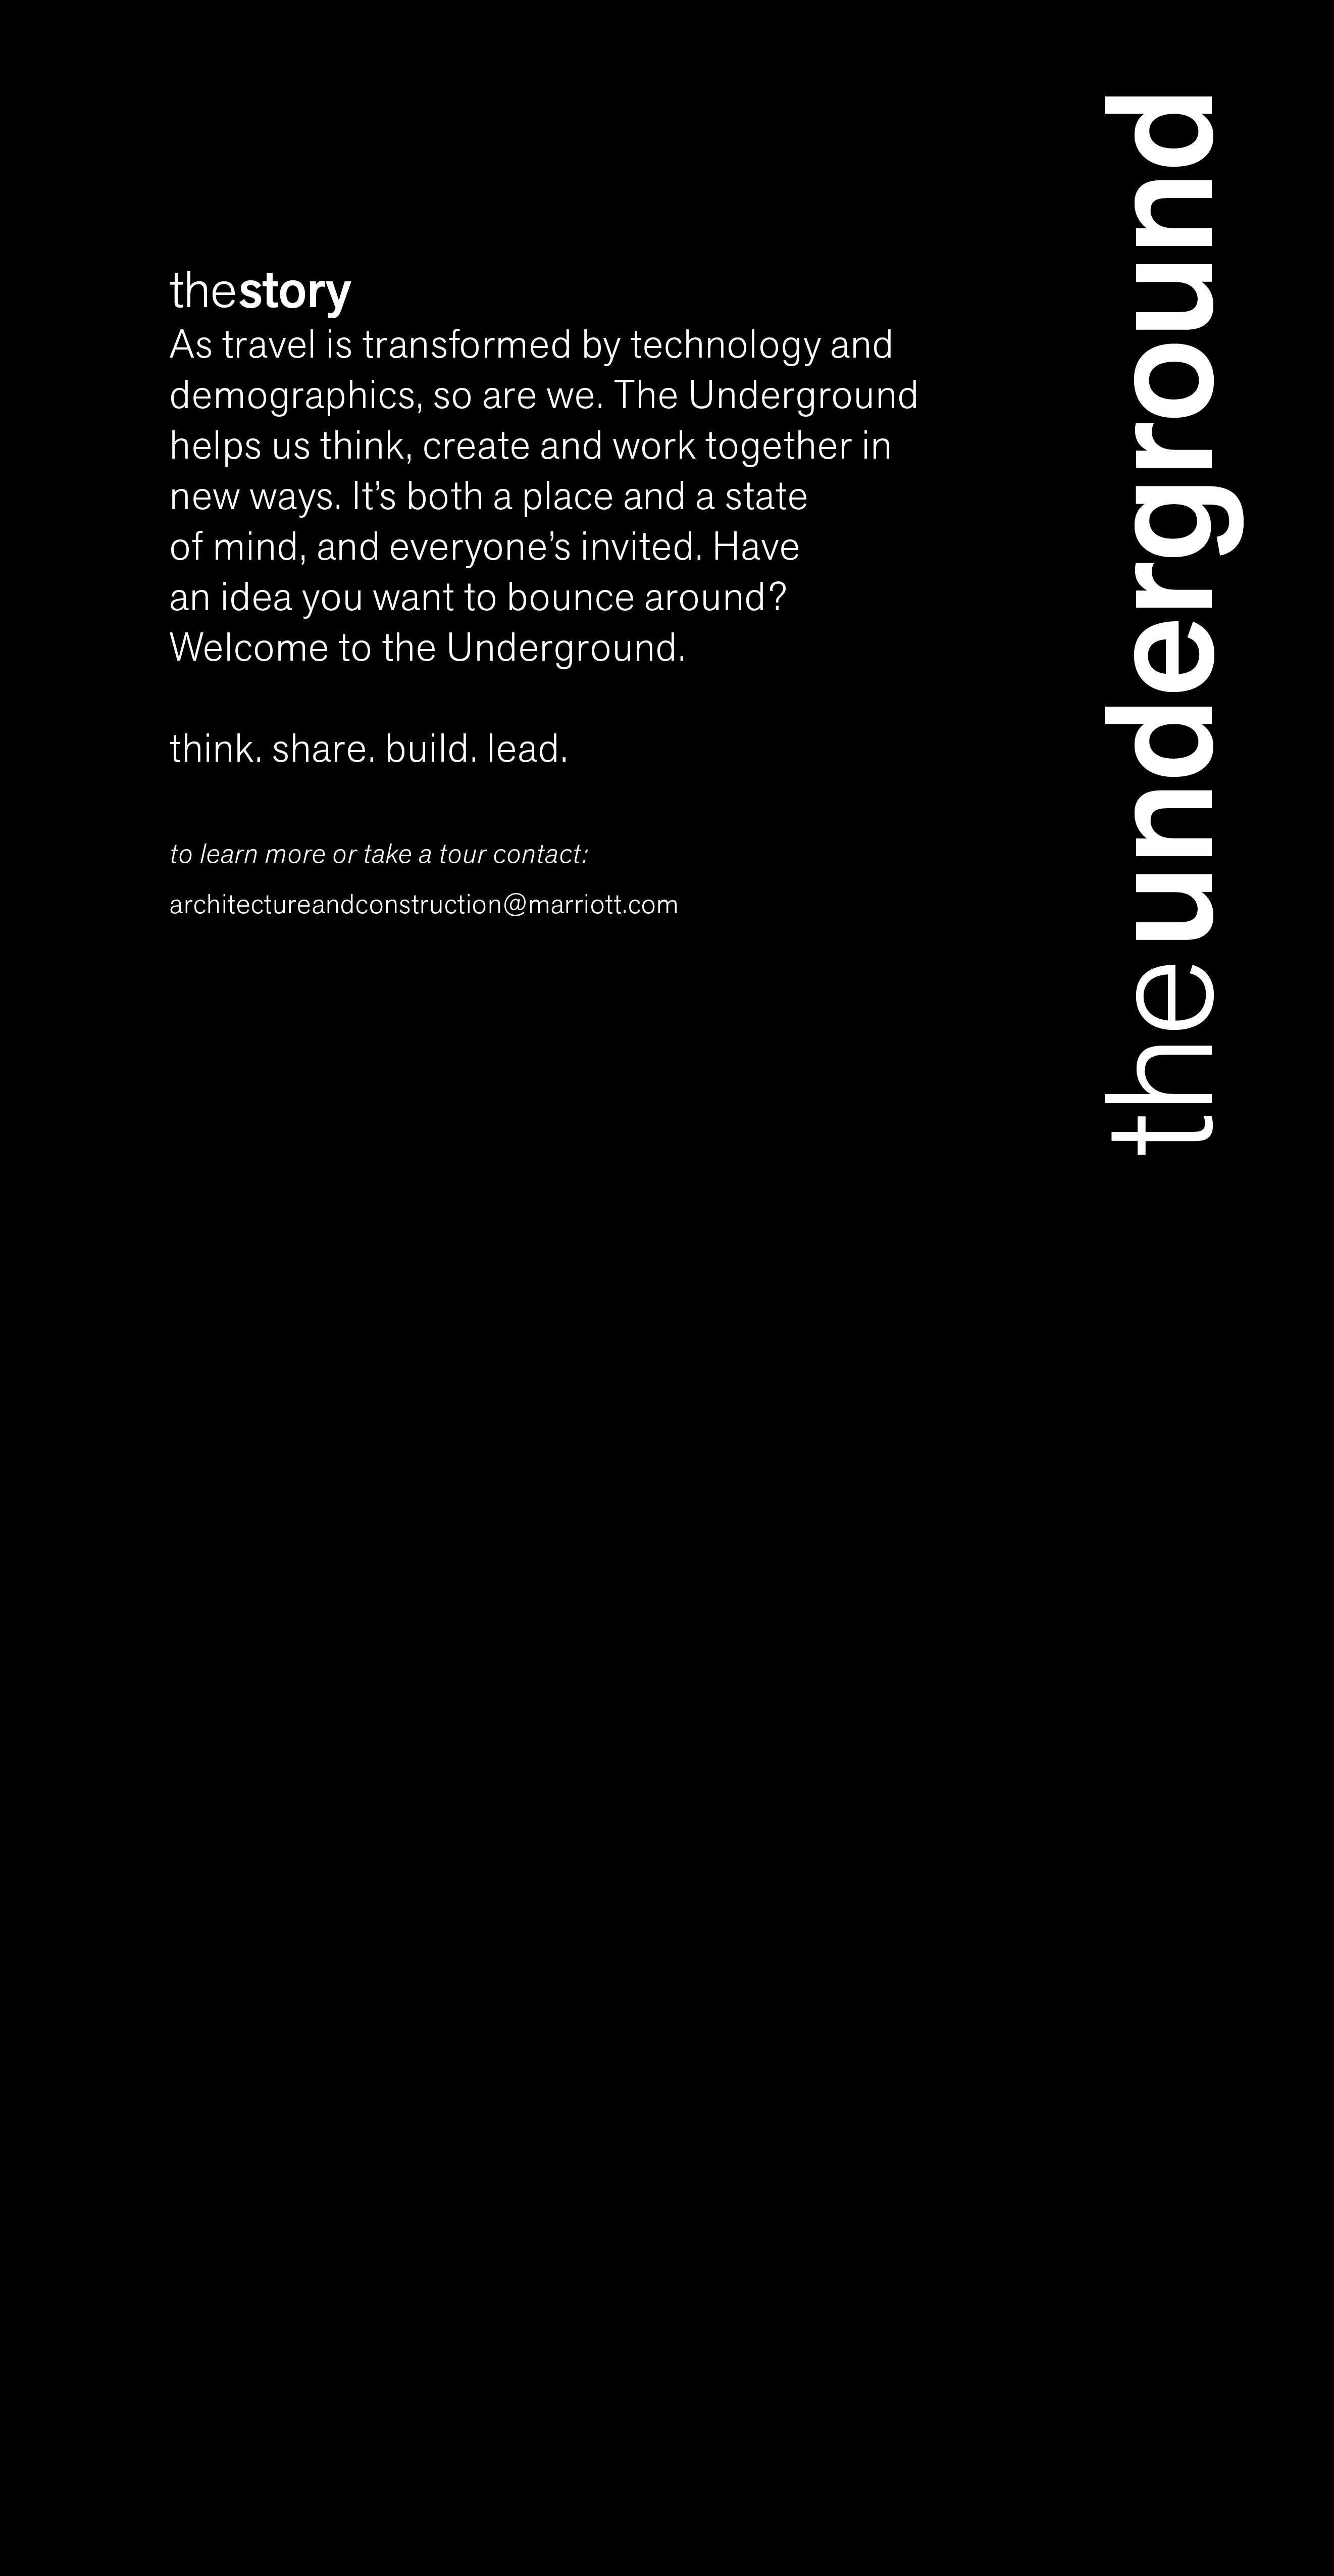 thestory
As travel is transformed by technology and
demographics, so are we. The Underground
helps us think, create and work together in
new ways. It’s both a place and a state
of mind, and everyone’s invited. Have
an idea you want to bounce around?
Welcome to the Underground.
think. share. build. lead.
to learn more or take a tour contact:
architectureandconstruction@marriott.com
theunderground